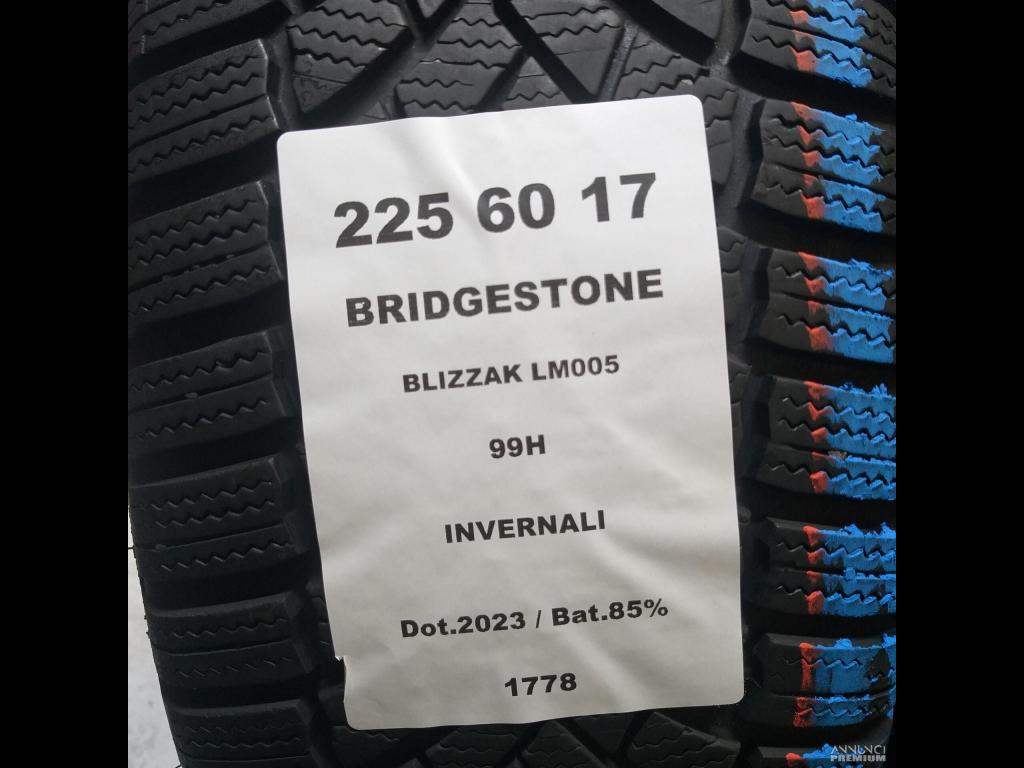 225 60 17
BRIDGESTONE
BLIZZAK LM005
99H
INVERNALI
Dot.2023 / Bat.85%
1778
ANNUNCI
PREMIUM